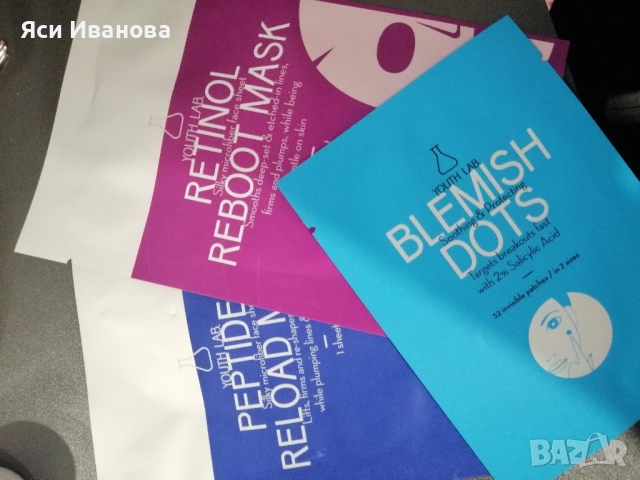 Яси Иванова
YOUTH LAB.
RETINOL
REBOOT MASK
Silky microfiber face sheet
Smooths deep-set & etched-in lines,
firms and plumps, while being
on skin
YOUTH LAB.
BLEMISH
DOTS
Soothing & Protecting
Targets breakouts fast
with 2% Salicylic Acid
32 invisible patches / in 2 sizes
YOUTH LAB.
PEPTIDE
RELOAD
Silky microfiber face sheet
Lifts, firms and re-shapes
while plumping lines &
1 sheet
BAZAR